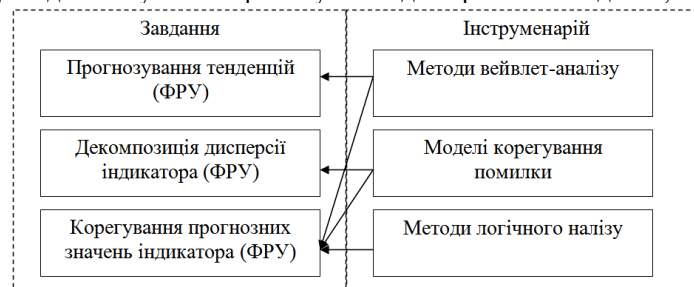 Завдання
Інструменарій
Прогнозування тенденцій
(ФРУ)
Методи вейвлет-аналізу
Декомпозиція дисперсії
індикатора (ФРУ)
Моделі корегування
помилки
Корегування прогнозних
значень індикатора (ФРУ)
Методи логічного налізу